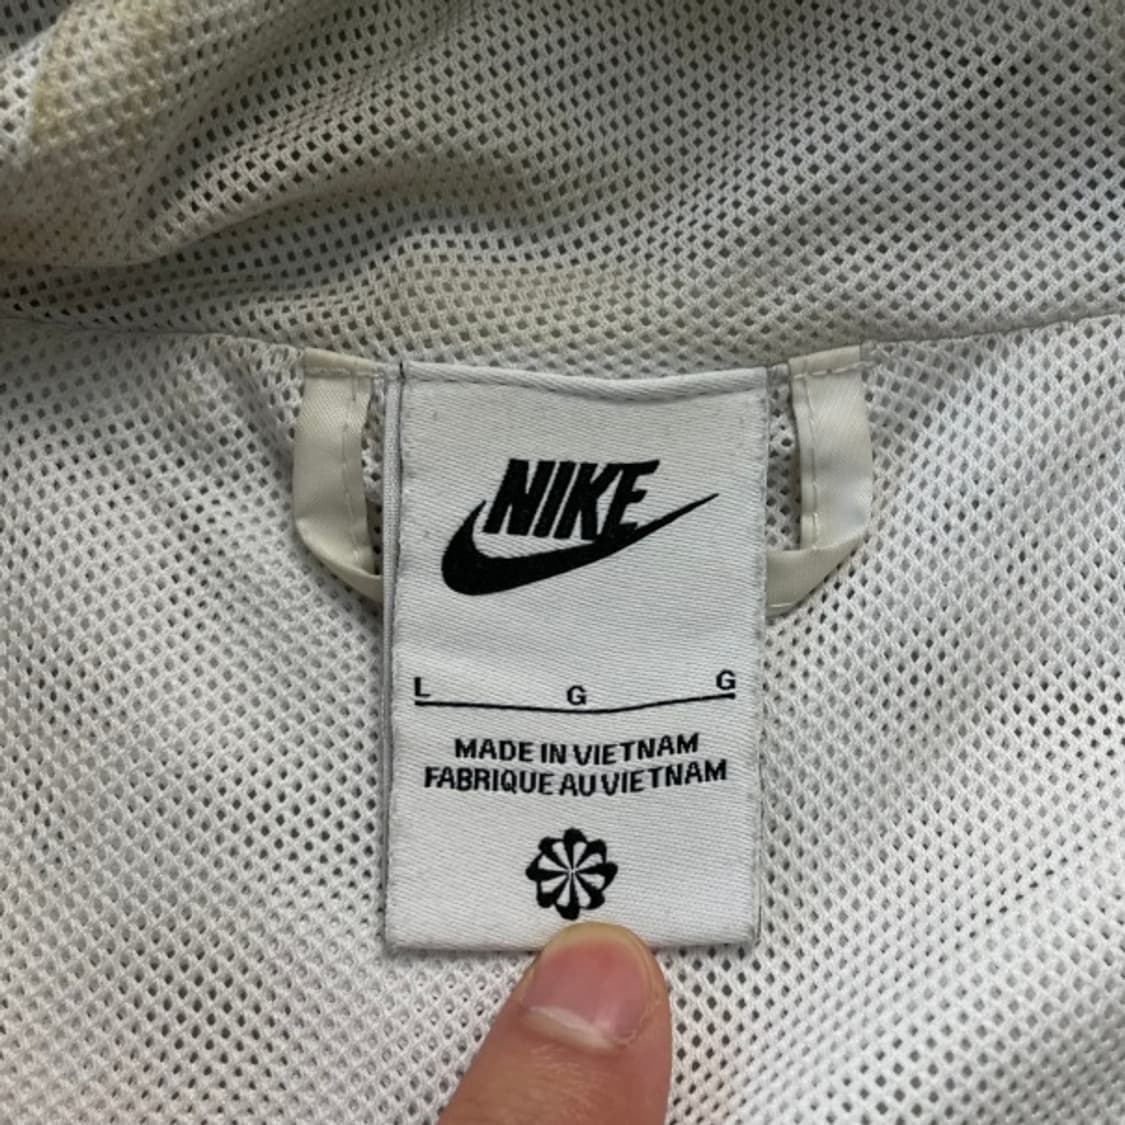 NIKE
L G G
MADE IN VIETNAM
FABRIQUE AU VIETNAM